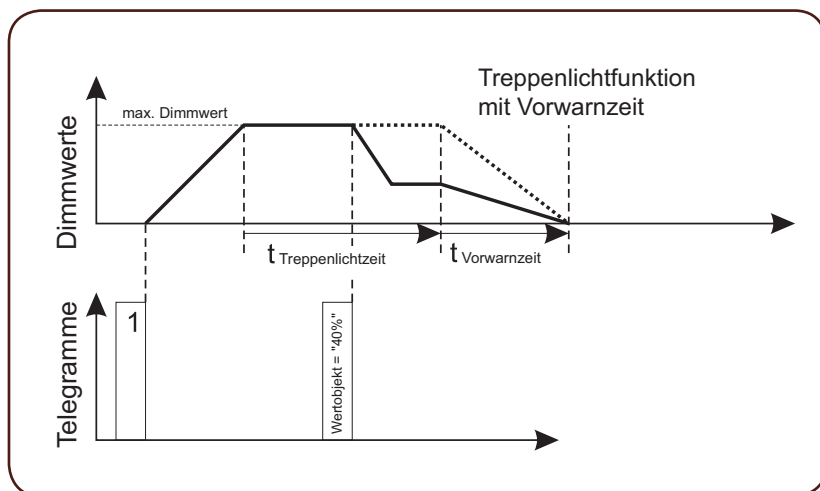 Treppenlichtfunktion
mit Vorwarnzeit
max. Dimmwert
Dimmwerte
t Treppenlichtzeit
t Vorwarnzeit
Telegramme
1
Wertobjekt = "40%"